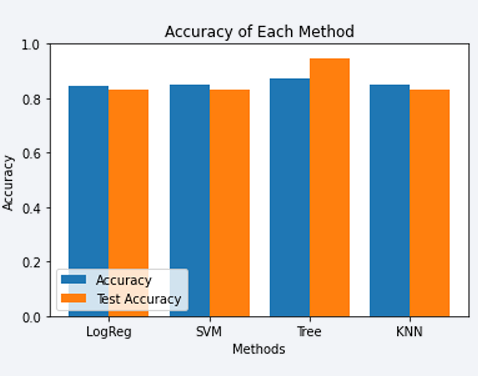 Accuracy of Each Method
1.0
0.8
0.6
0.4
0.2
0.0
Accuracy
Accuracy
Test Accuracy
LogReg SVM Tree KNN
Methods